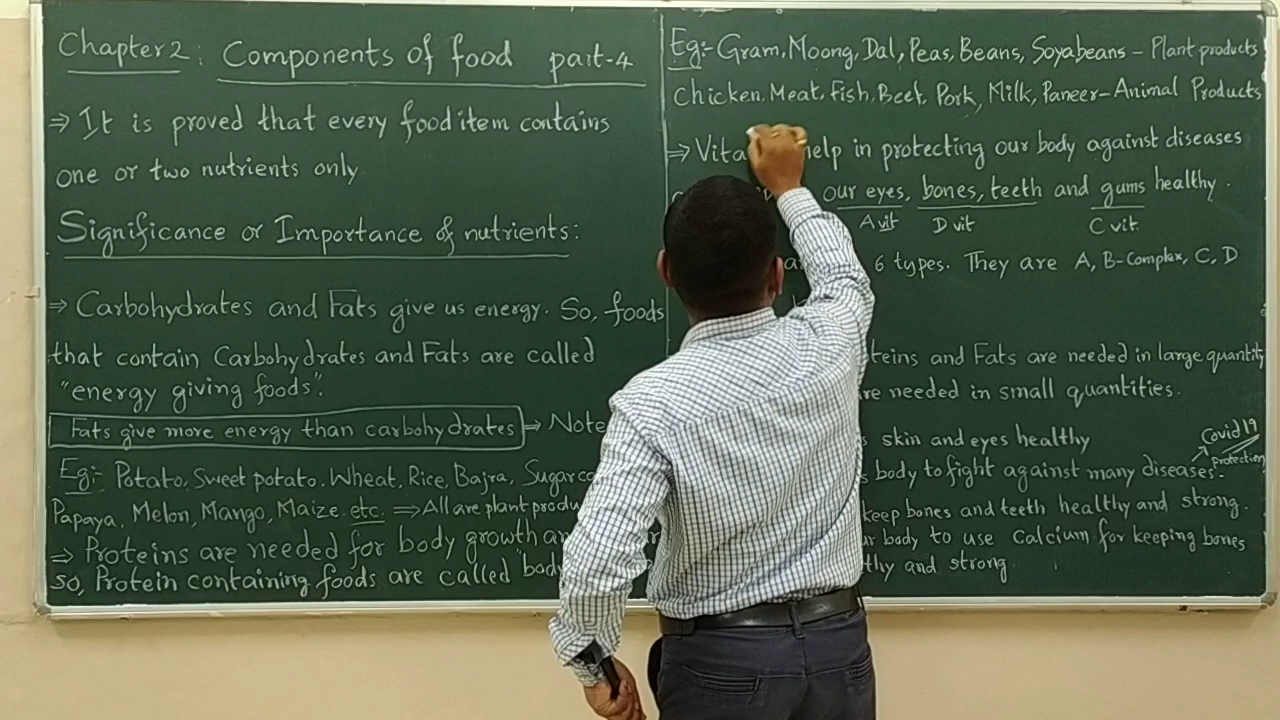 Chapter 2: Components of food part-4
⇒ It is proved that every food item contains
one or two nutrients only
Significance or Importance of nutrients:
⇒ Carbohydrates and Fats give us energy. So, foods
that contain Carbohydrates and Fats are called
"energy giving foods".
Fats give more energy than carbohydrates ⇒ Note
Eg:- Potato, Sweet potato, Wheat, Rice, Bajra, Sugarca
Papaya, Melon, Mango, Maize etc. ⇒ All are plant produ
⇒ Proteins are needed for body growth an
so, Protein containing foods are called "body
Eg:- Gram, Moong, Dal, Peas, Beans, Soyabeans - Plant products
Chicken, Meat, Fish, Beef, Pork, Milk, Paneer - Animal Products
⇒ Vita help in protecting our body against diseases
our eyes, bones, teeth and gums healthy.
A vit D vit C vit
6 types. They are A, B-Complex, C, D
teins and Fats are needed in large quantity
re needed in small quantities.
s skin and eyes healthy
Covid 19
Protection
s body to fight against many diseases.
keep bones and teeth healthy and strong.
ur body to use Calcium for keeping bones
thy and strong